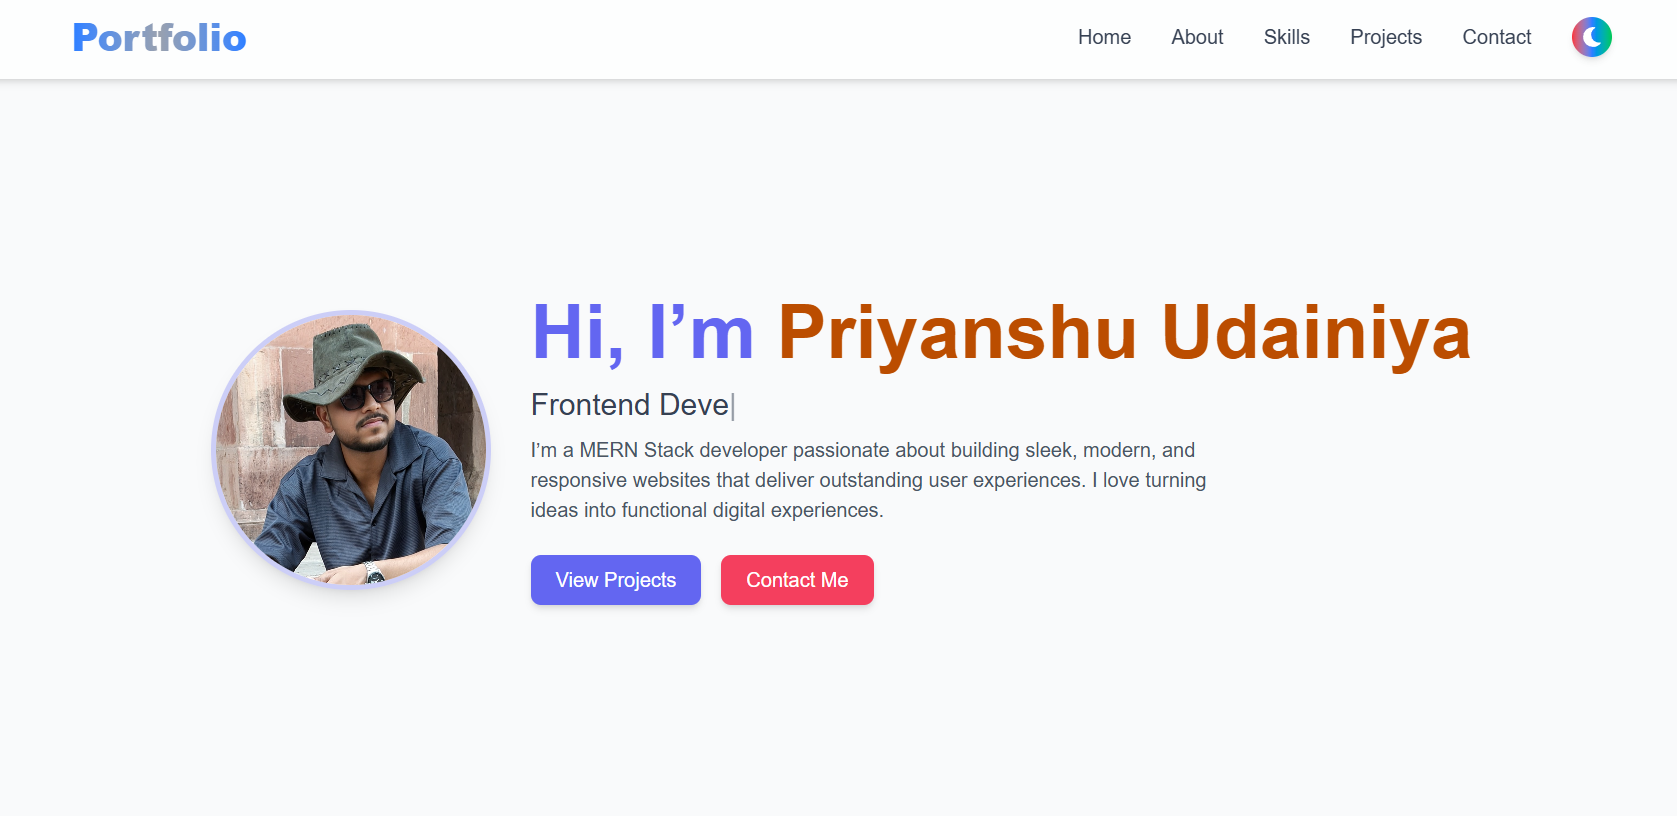 Portfolio
Home About Skills Projects Contact
Hi, I’m Priyanshu Udainiya
Frontend Deve|
I’m a MERN Stack developer passionate about building sleek, modern, and
responsive websites that deliver outstanding user experiences. I love turning
ideas into functional digital experiences.
View Projects Contact Me